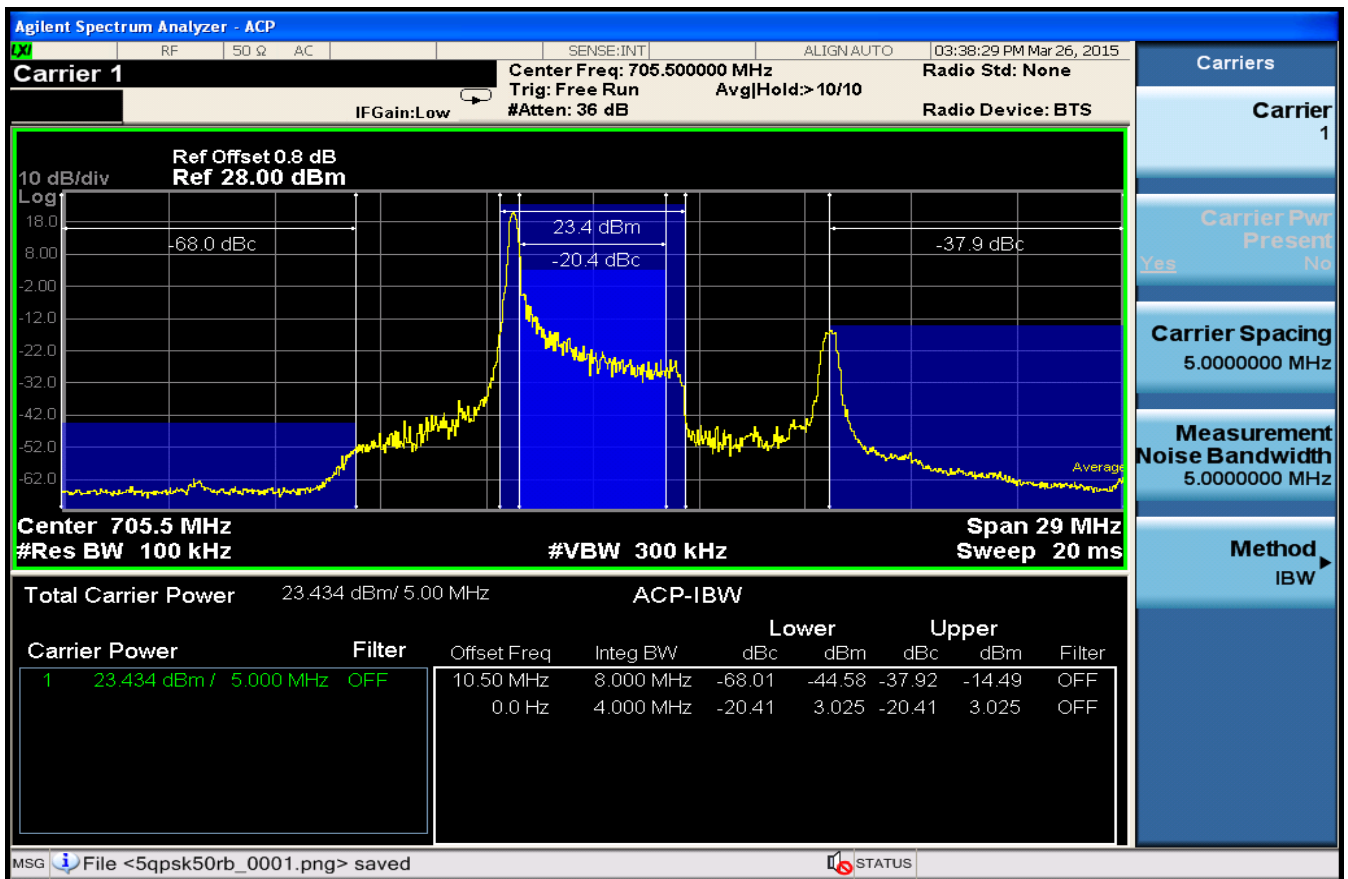 Agilent Spectrum Analyzer - ACP
LXI RF 50 Ω AC SENSE:INT ALIGN AUTO 03:38:29 PM Mar 26, 2015
Carrier 1
Center Freq: 705.500000 MHz
Radio Std: None
Trig: Free Run
Avg|Hold:> 10/10
IFGain:Low
#Atten: 36 dB
Radio Device: BTS
Ref Offset 0.8 dB
10 dB/div
Ref 28.00 dBm
Log
18.0
8.00
-2.00
-12.0
-22.0
-32.0
-42.0
-52.0
-62.0
-68.0 dBc
23.4 dBm
-20.4 dBc
-37.9 dBc
Average
Center 705.5 MHz
Span 29 MHz
#Res BW 100 kHz
#VBW 300 kHz
Sweep 20 ms
Total Carrier Power 23.434 dBm/ 5.00 MHz
ACP-IBW
Lower Upper
Carrier Power Filter
Offset Freq Integ BW dBc dBm dBc dBm Filter
1 23.434 dBm / 5.000 MHz OFF
10.50 MHz 8.000 MHz -68.01 -44.58 -37.92 -14.49 OFF
0.0 Hz 4.000 MHz -20.41 3.025 -20.41 3.025 OFF
Carriers
Carrier
1
Carrier Pwr
Present
Yes No
Carrier Spacing
5.0000000 MHz
Measurement
Noise Bandwidth
5.0000000 MHz
Method
IBW
MSG File <5qpsk50rb_0001.png> saved
STATUS